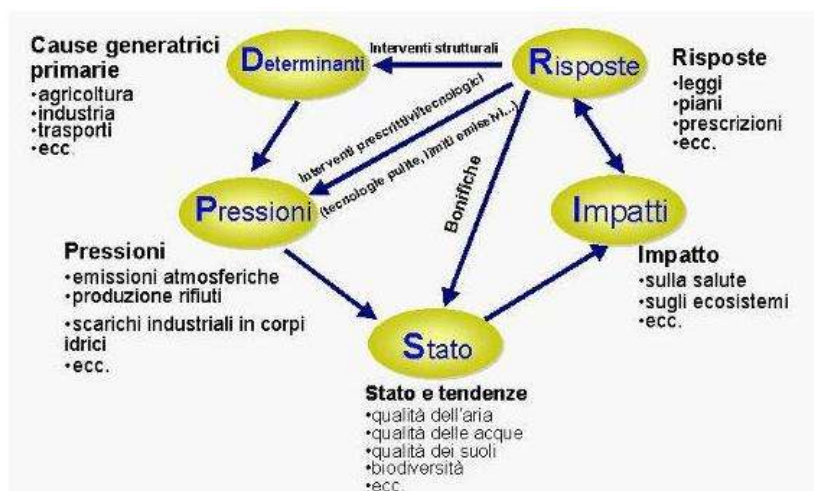 Cause generatrici
primarie
•agricoltura
•industria
•trasporti
•ecc.
Determinanti
Interventi strutturali
Risposte
Risposte
•leggi
•piani
•prescrizioni
•ecc.
Interventi prescrittivi/tecnologici
(tecnologie pulite, limiti emissivi...)
Bonifiche
Pressioni
Pressioni
•emissioni atmosferiche
•produzione rifiuti
•scarichi industriali in corpi
idrici
•ecc.
Impatti
Impatto
•sulla salute
•sugli ecosistemi
•ecc.
Stato
Stato e tendenze
•qualità dell'aria
•qualità delle acque
•qualità dei suoli
•biodiversità
•ecc.